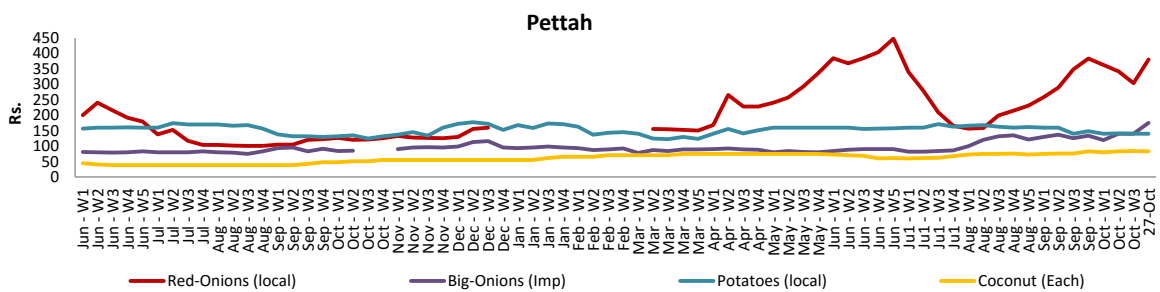 Pettah
Rs.
450
400
350
300
250
200
150
100
50
0
Jun - W1
Jun - W2
Jun - W3
Jun - W4
Jun - W5
Jul - W1
Jul - W2
Jul - W3
Jul - W4
Aug - W1
Aug - W2
Aug - W3
Aug - W4
Sep - W1
Sep - W2
Sep - W3
Sep - W4
Oct - W1
Oct - W2
Oct - W3
Oct - W4
Nov - W1
Nov - W2
Nov - W3
Nov - W4
Dec - W1
Dec - W2
Dec - W3
Dec - W4
Jan - W1
Jan - W2
Jan - W3
Jan - W4
Feb - W1
Feb - W2
Feb - W3
Feb - W4
Mar - W1
Mar - W2
Mar - W3
Mar - W4
Mar - W5
Apr - W1
Apr - W2
Apr - W3
Apr - W4
May - W1
May - W2
May - W3
May - W4
Jun - W1
Jun - W2
Jun - W3
Jun - W4
Jun - W5
Ju1 - W1
Ju1 - W2
Ju1 - W3
Ju1 - W4
Aug - W1
Aug - W2
Aug - W3
Aug - W4
Aug - W5
Sep - W1
Sep - W2
Sep - W3
Sep - W4
Oct - W1
Oct - W2
Oct - W3
27-Oct
Red-Onions (local)
Big-Onions (Imp)
Potatoes (local)
Coconut (Each)